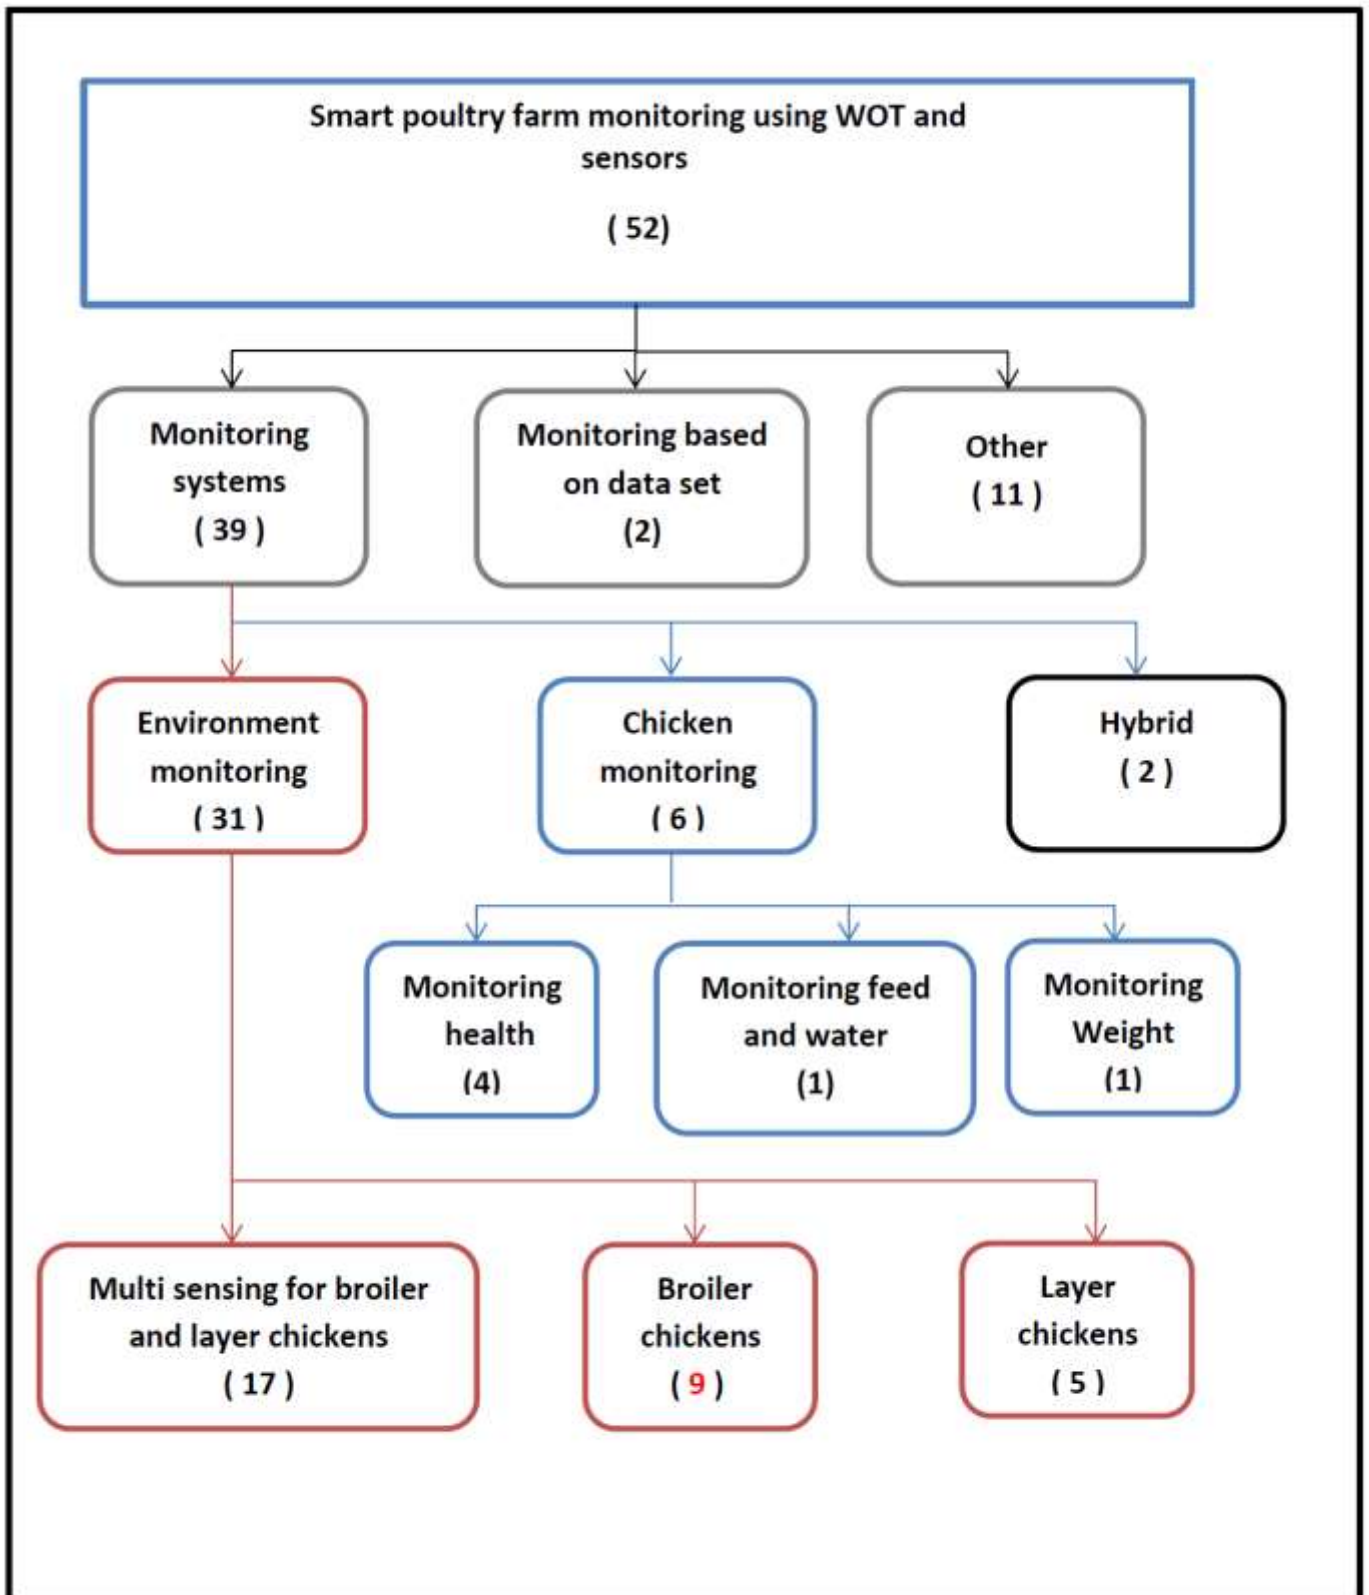 Smart poultry farm monitoring using WOT and
sensors
( 52)
Monitoring
systems
( 39 )
Monitoring based
on data set
(2)
Other
( 11 )
Environment
monitoring
( 31 )
Chicken
monitoring
( 6 )
Hybrid
( 2 )
Monitoring
health
(4)
Monitoring feed
and water
(1)
Monitoring
Weight
(1)
Multi sensing for broiler
and layer chickens
( 17 )
Broiler
chickens
( 9 )
Layer
chickens
( 5 )